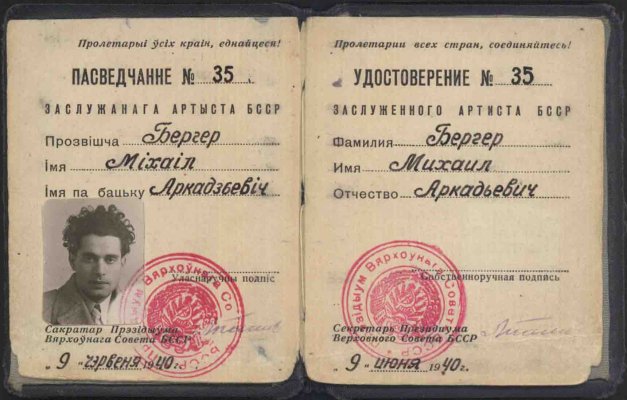 Пролетарыі ўсіх краін, еднайцеся!
ПАСВЕДЧАННЕ № 35
ЗАСЛУЖАНАГА АРТЫСТА БССР
Прозвішча Бергер
Імя Міхаіл
Імя па бацьку Аркадзьевіч
Уласнаручны подпіс
Сакратар Прэзідыума
Вярхоўнага Совета БССР
"9" чэрвеня 1940г.
Пролетарии всех стран, соединяйтесь!
УДОСТОВЕРЕНИЕ № 35
ЗАСЛУЖЕННОГО АРТИСТА БССР
Фамилия Бергер
Имя Михаил
Отчество Аркадьевич
Собственноручная подпись
Секретарь Президиума
Верховного Совета БССР
"9" июня 1940г.